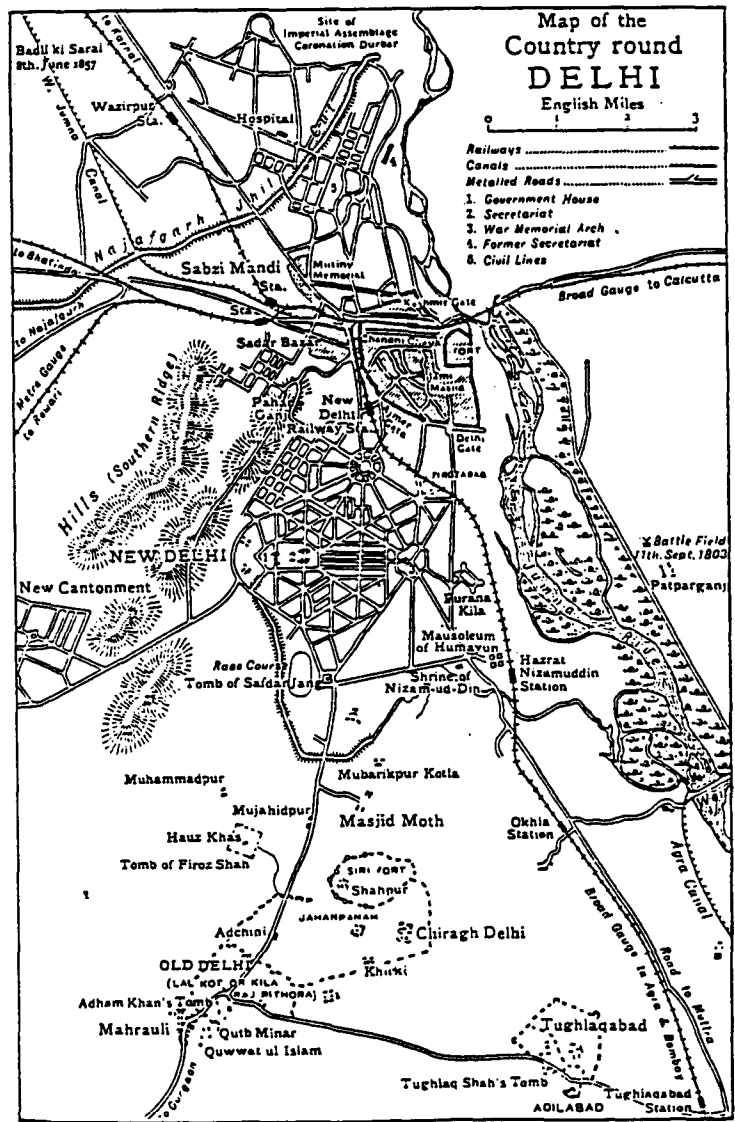 Map of the
Country round
DELHI
English Miles
0 1 2 3
Railways
Canals
Metalled Roads
1. Government House
2. Secretariat
3. War Memorial Arch
4. Former Secretariat
5. Civil Lines
Site of
Imperial Assemblage
Coronation Durbar
Badli ki Sarai
8th. June 1857
to Karnal
Wazirpur
Sta.
Hospital
W. Jumna
Canal
Najafgarh Jhil
4
5
Sabzi Mandi
Sta.
Mutiny
Memorial
to Bhatinda
Sta.
Kashmir Gate
Broad Gauge to Calcutta
to Najafgarh
Chandni Chauk
FORT
Sadar Bazar
Masjid
Metre Gauge
to Rewari
New
Delhi
Railway Sta.
Delhi
Gate
Hills (Southern Ridge)
NEW DELHI
1
2
Battle Field
11th. Sept. 1803
Patparganj
New Cantonment
Purana
Kila
Mausoleum
of Humayun
Race Course
Tomb of Safdar Jang
Shrine of
Nizam-ud-Din
Hazrat
Nizamuddin
Station
Muhammadpur
Mubarikpur Kotla
Mujahidpur
Masjid Moth
Hauz Khas
Tomb of Firoz Shah
Okhla
Station
Agra Canal
SIRI FORT
Shahpur
JAHANPANAH
Chiragh Delhi
Adchini
Khirki
OLD DELHI
(LAL KOT OR KILA
RAI PITHORA)
Adham Khan's Tomb
Mahrauli
Qutb Minar
Quwwat ul Islam
to Gurgaon
Tughlaqabad
Tughlaq Shah's Tomb
ADILABAD
Tughlaqabad
Station
Broad Gauge to Agra & Bombay
Road to Muttra